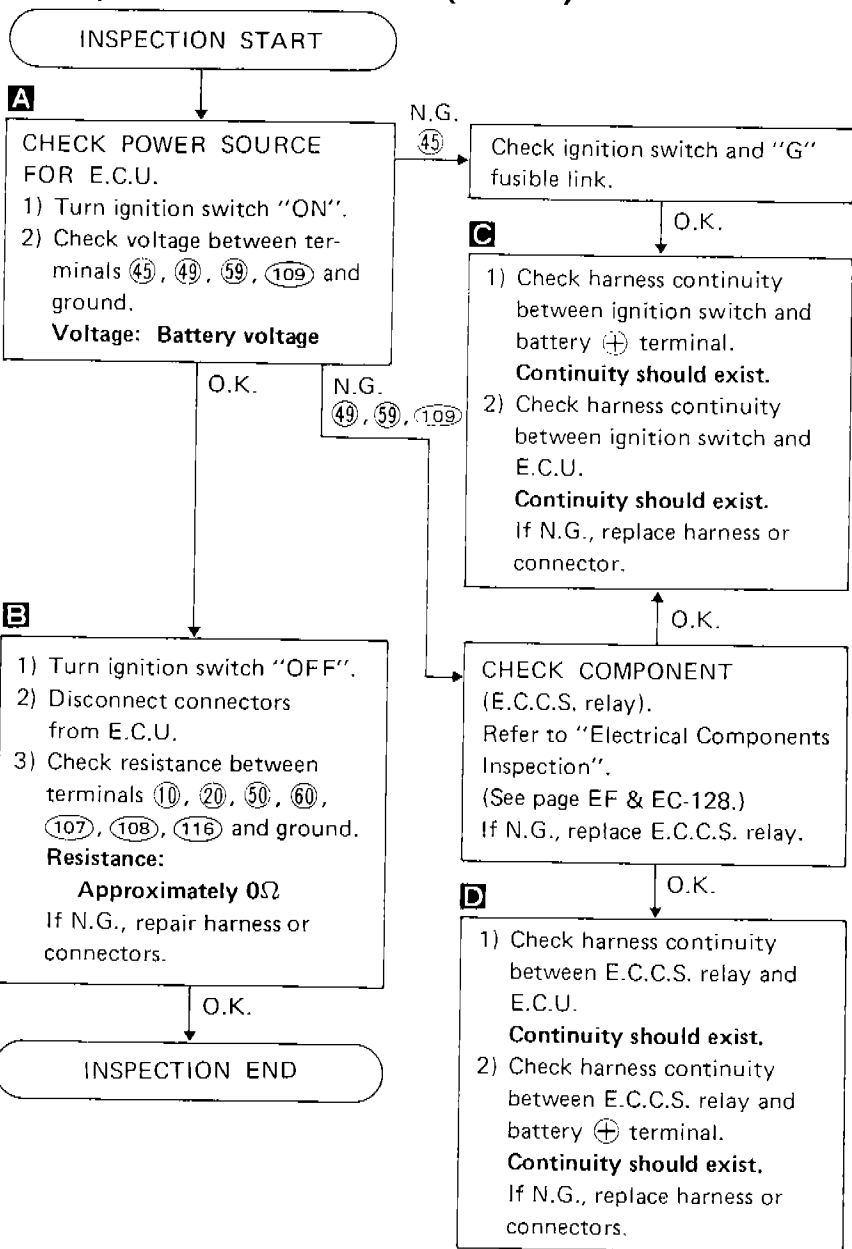 INSPECTION START
A
CHECK POWER SOURCE
FOR E.C.U.
1) Turn ignition switch "ON".
2) Check voltage between ter-
minals 45, 49, 59, 109 and
ground.
Voltage: Battery voltage
N.G.
45
Check ignition switch and "G"
fusible link.
O.K.
C
1) Check harness continuity
between ignition switch and
battery ⊕ terminal.
Continuity should exist.
2) Check harness continuity
between ignition switch and
E.C.U.
Continuity should exist.
If N.G., replace harness or
connector.
O.K.
N.G.
49, 59, 109
O.K.
B
1) Turn ignition switch "OFF".
2) Disconnect connectors
from E.C.U.
3) Check resistance between
terminals 10, 20, 50, 60,
107, 108, 116 and ground.
Resistance:
Approximately 0Ω
If N.G., repair harness or
connectors.
O.K.
INSPECTION END
CHECK COMPONENT
(E.C.C.S. relay).
Refer to "Electrical Components
Inspection".
(See page EF & EC-128.)
If N.G., replace E.C.C.S. relay.
O.K.
D
1) Check harness continuity
between E.C.C.S. relay and
E.C.U.
Continuity should exist.
2) Check harness continuity
between E.C.C.S. relay and
battery ⊕ terminal.
Continuity should exist.
If N.G., replace harness or
connectors.